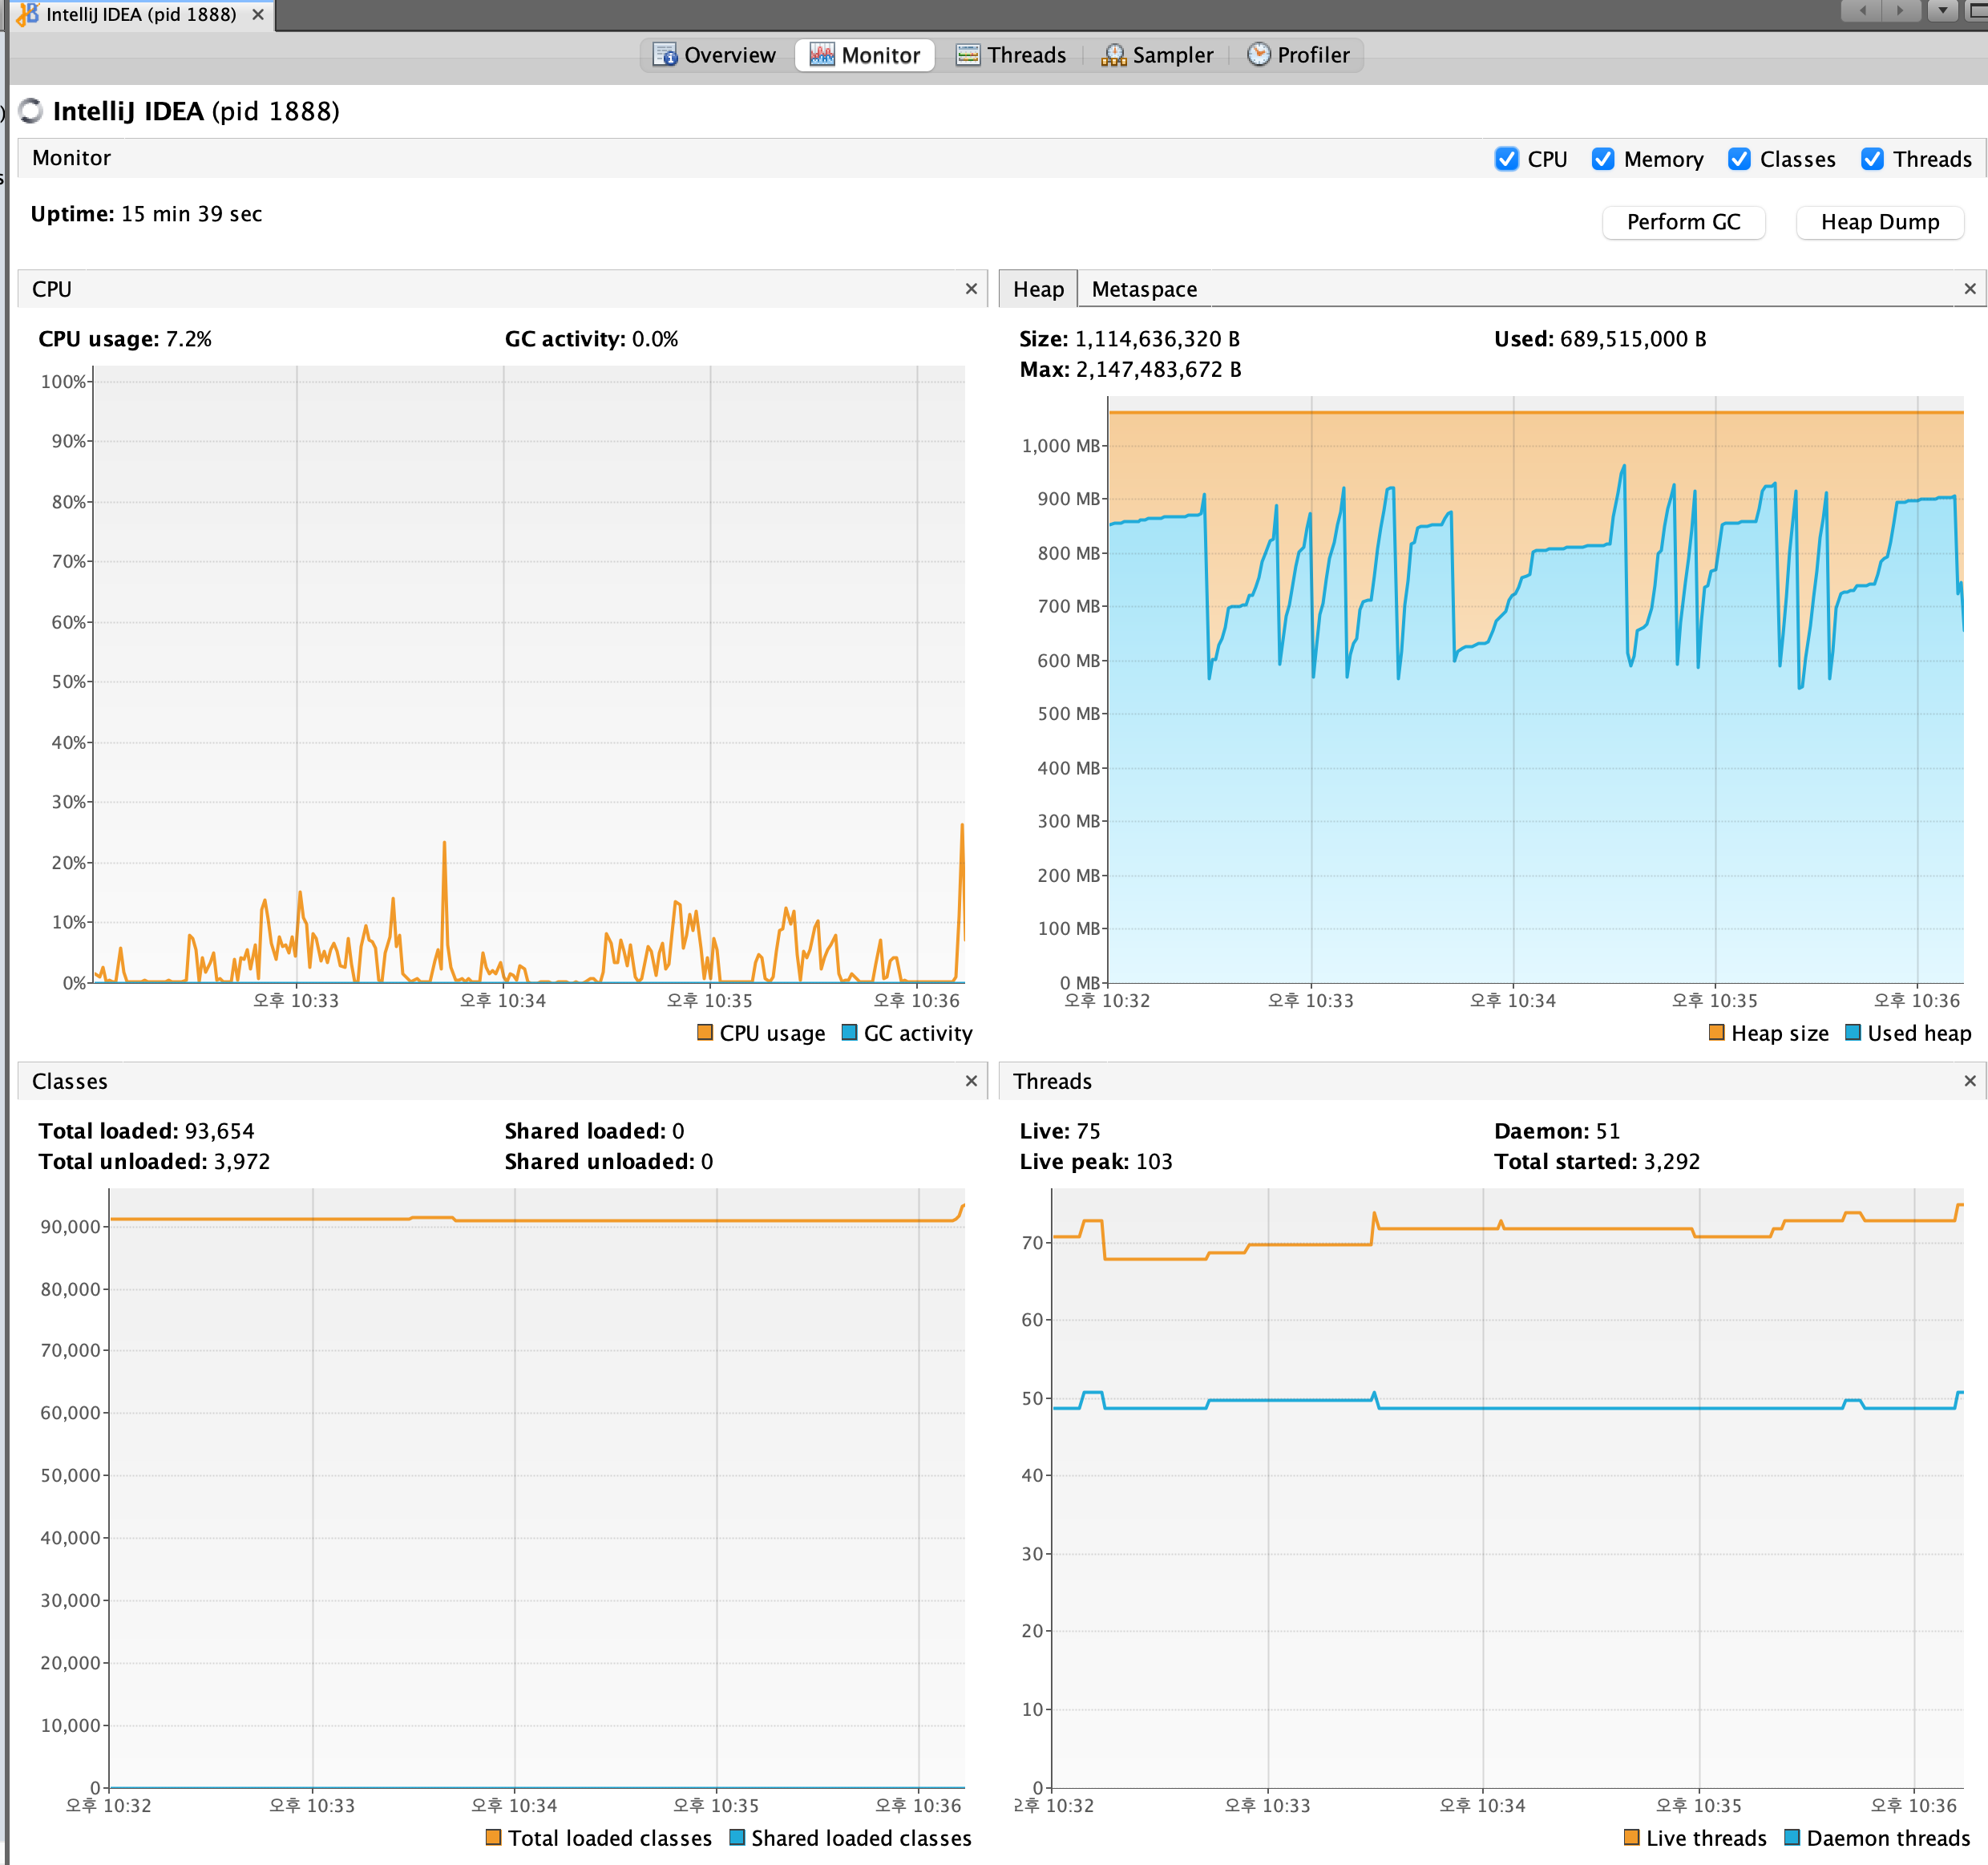 IntelliJ IDEA (pid 1888)
Overview Monitor Threads Sampler Profiler
IntelliJ IDEA (pid 1888)
Monitor
CPU Memory Classes Threads
Uptime: 15 min 39 sec
Perform GC Heap Dump
CPU
CPU usage: 7.2% GC activity: 0.0%
100%
90%
80%
70%
60%
50%
40%
30%
20%
10%
0%
오후 10:33 오후 10:34 오후 10:35 오후 10:36
CPU usage GC activity
Heap Metaspace
Size: 1,114,636,320 B Used: 689,515,000 B
Max: 2,147,483,672 B
1,000 MB
900 MB
800 MB
700 MB
600 MB
500 MB
400 MB
300 MB
200 MB
100 MB
0 MB
오후 10:32 오후 10:33 오후 10:34 오후 10:35 오후 10:36
Heap size Used heap
Classes
Total loaded: 93,654 Shared loaded: 0
Total unloaded: 3,972 Shared unloaded: 0
90,000
80,000
70,000
60,000
50,000
40,000
30,000
20,000
10,000
0
오후 10:32 오후 10:33 오후 10:34 오후 10:35 오후 10:36
Total loaded classes Shared loaded classes
Threads
Live: 75 Daemon: 51
Live peak: 103 Total started: 3,292
70
60
50
40
30
20
10
0
10:32 오후 10:33 오후 10:34 오후 10:35 오후 10:36
Live threads Daemon threads